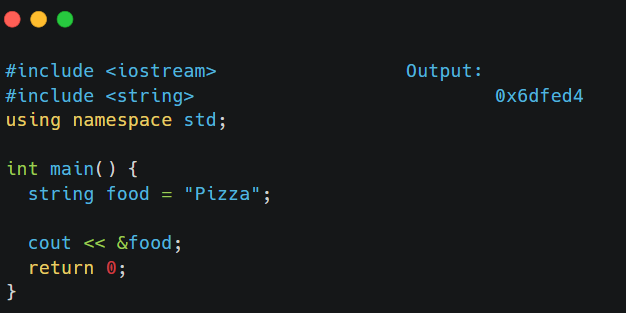 #include <iostream>
Output:
#include <string>
0x6dfed4
using namespace std;
int main() {
string food = "Pizza";
cout << &food;
return 0;
}